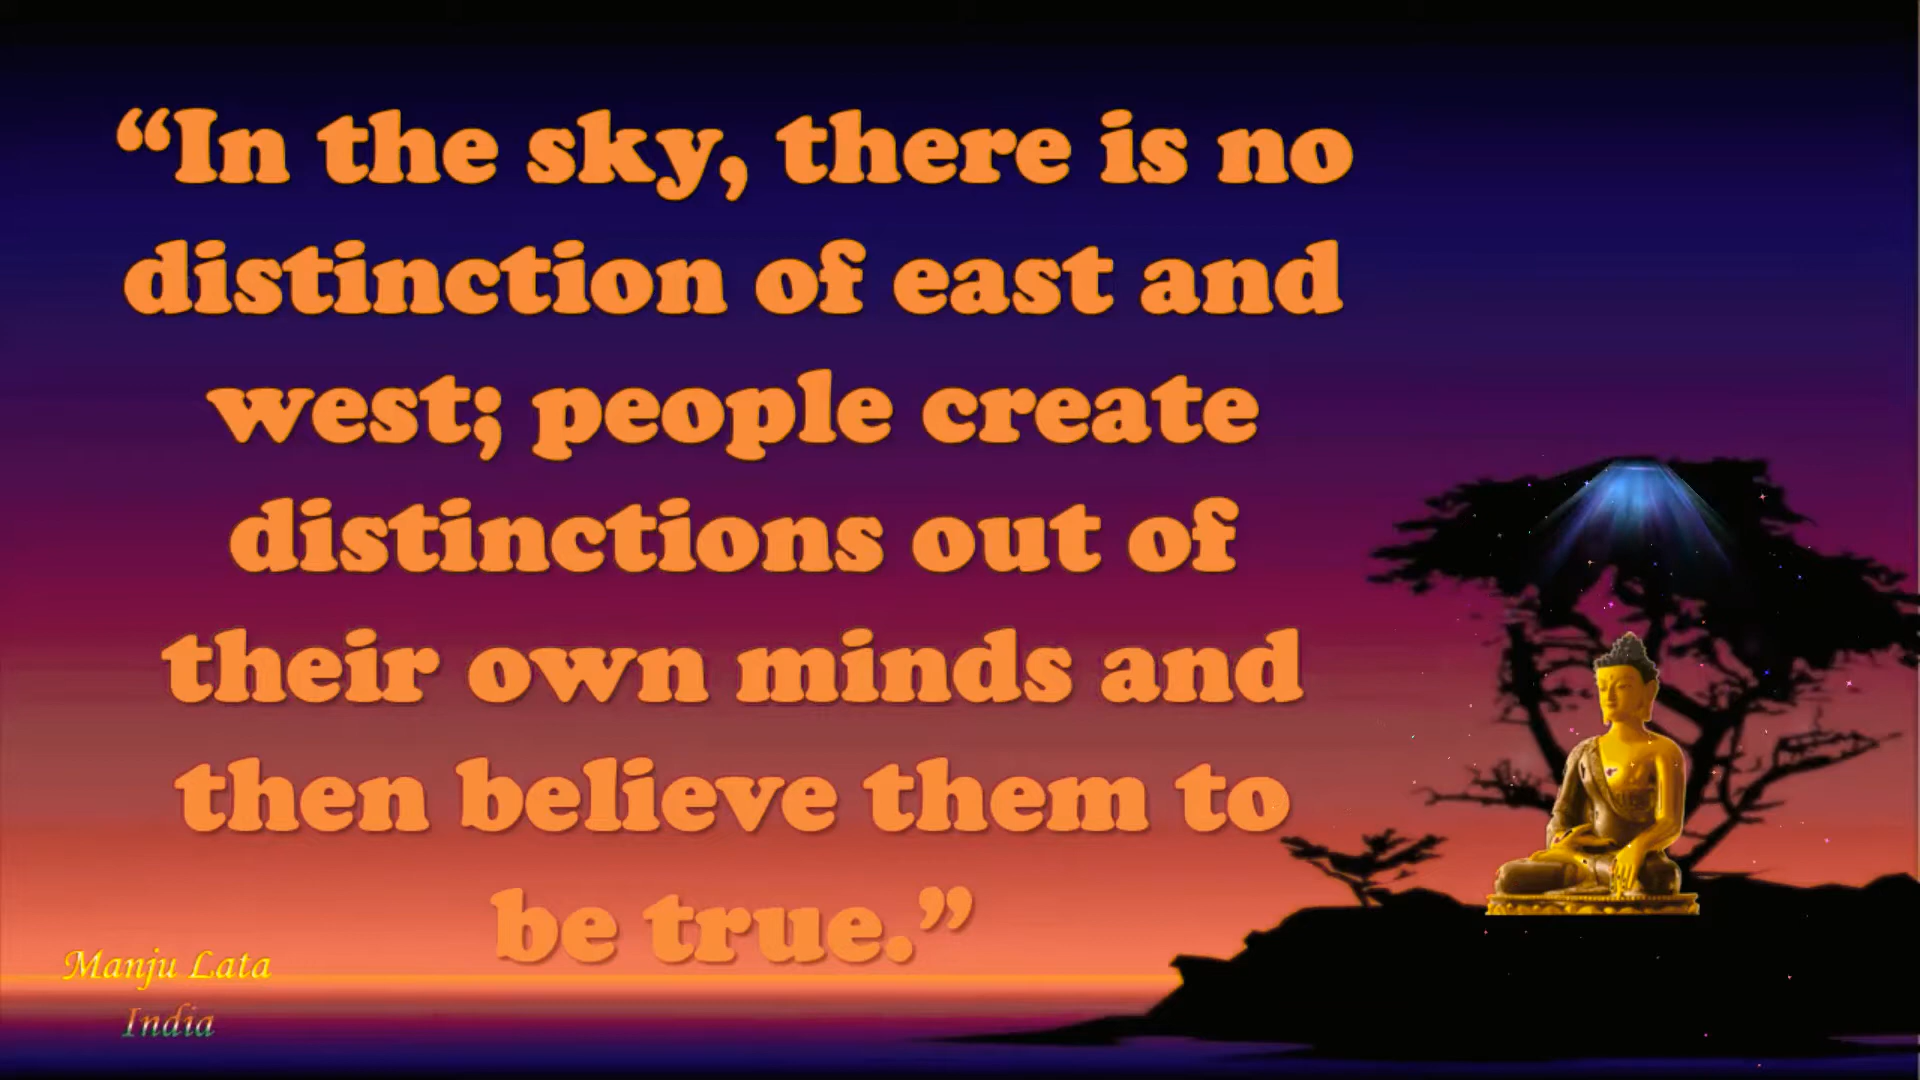 “In the sky, there is no
distinction of east and
west; people create
distinctions out of
their own minds and
then believe them to
be true.”
Manju Lata
India